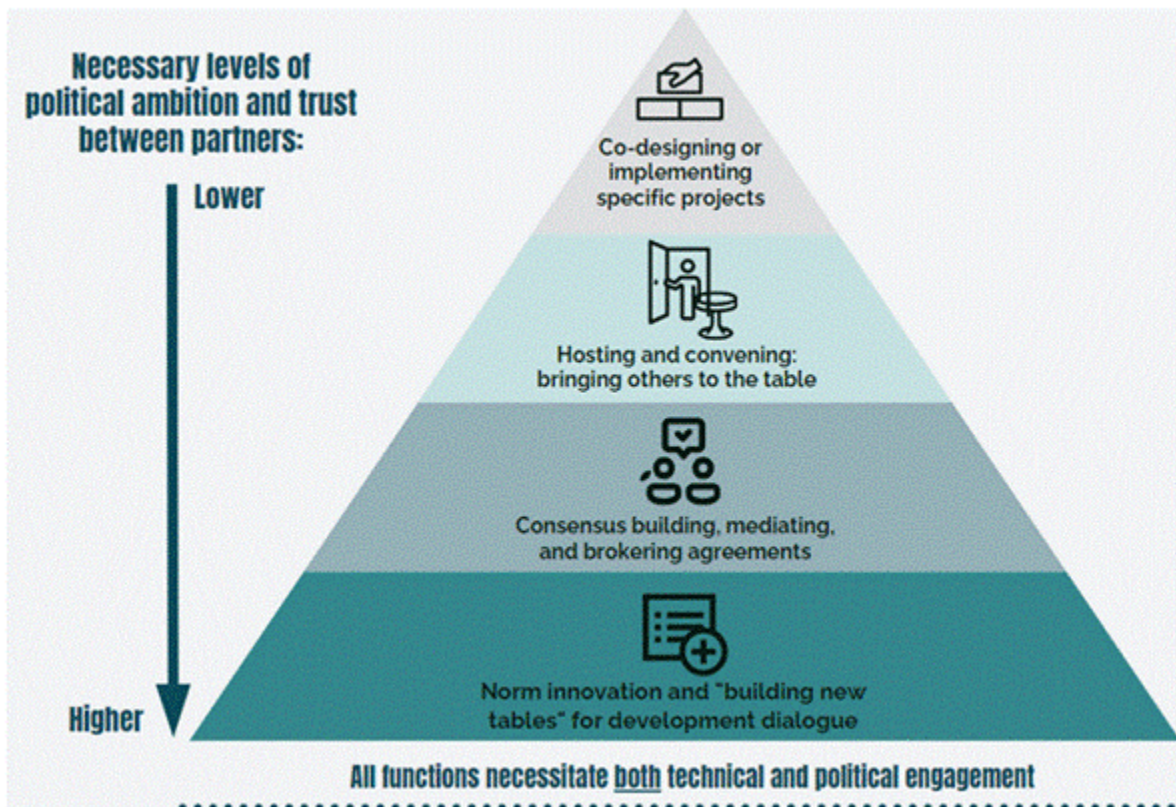 Necessary levels of
political ambition and trust
between partners:
Lower
Higher
Co-designing or
implementing
specific projects
Hosting and convening:
bringing others to the table
Consensus building, mediating,
and brokering agreements
Norm innovation and "building new
tables" for development dialogue
All functions necessitate both technical and political engagement